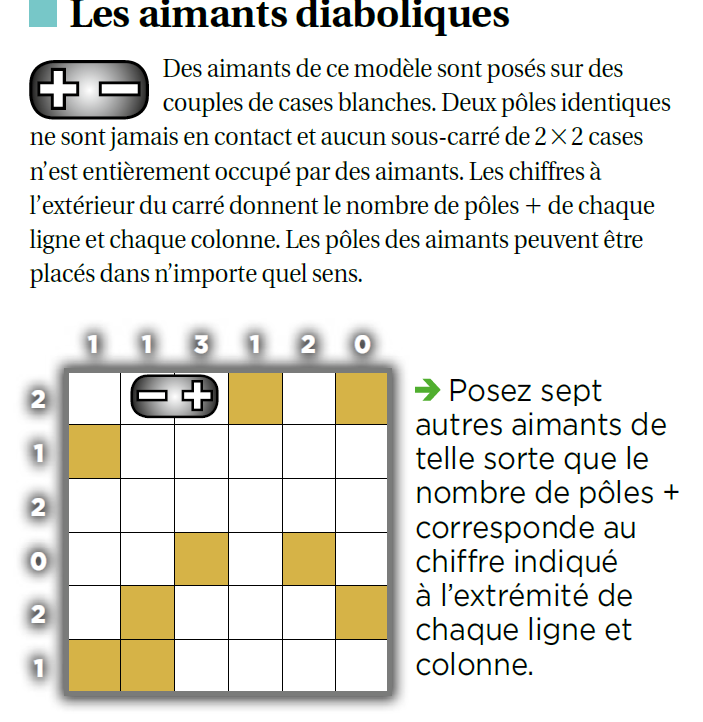 Les aimants diaboliques
+ −
Des aimants de ce modèle sont posés sur des
couples de cases blanches. Deux pôles identiques
ne sont jamais en contact et aucun sous-carré de 2 × 2 cases
n’est entièrement occupé par des aimants. Les chiffres à
l’extérieur du carré donnent le nombre de pôles + de chaque
ligne et chaque colonne. Les pôles des aimants peuvent être
placés dans n’importe quel sens.
1 1 3 1 2 0
2
− +
1
2
0
2
1
➔ Posez sept
autres aimants de
telle sorte que le
nombre de pôles +
corresponde au
chiffre indiqué
à l’extrémité de
chaque ligne et
colonne.